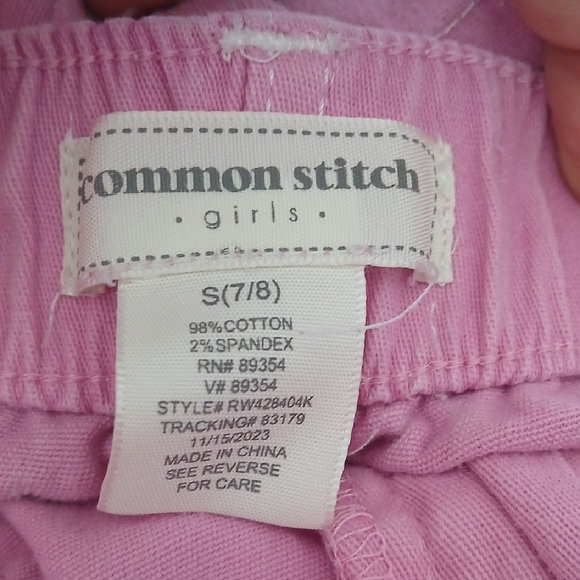 common stitch
• girls •
S(7/8)
98% COTTON
2% SPANDEX
RN# 89354
V# 89354
STYLE# RW428404K
TRACKING# 83179
11/15/2023
MADE IN CHINA
SEE REVERSE
FOR CARE